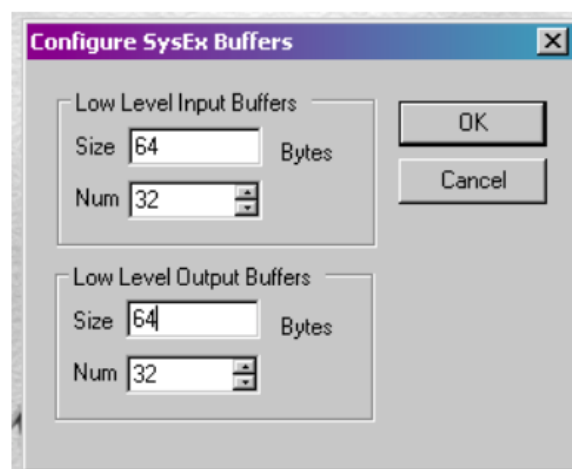 Configure SysEx Buffers
Low Level Input Buffers
Size 64 Bytes
Num 32
OK
Cancel
Low Level Output Buffers
Size 64 Bytes
Num 32